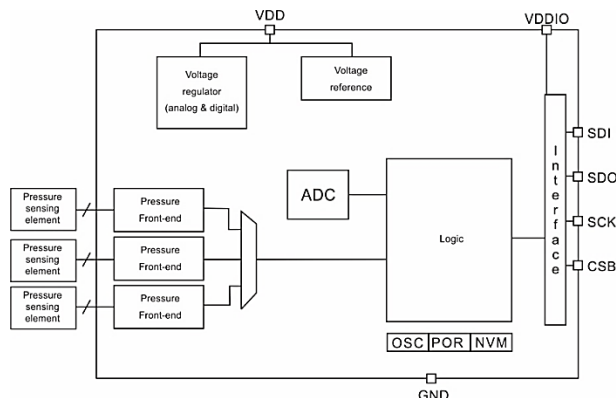 VDD
VDDIO
Voltage
regulator
(analog & digital)
Voltage
reference
Interface
SDI
SDO
SCK
CSB
ADC
Logic
Pressure
sensing
element
Pressure
Front-end
Pressure
sensing
element
Pressure
Front-end
Pressure
sensing
element
Pressure
Front-end
OSC POR NVM
GND